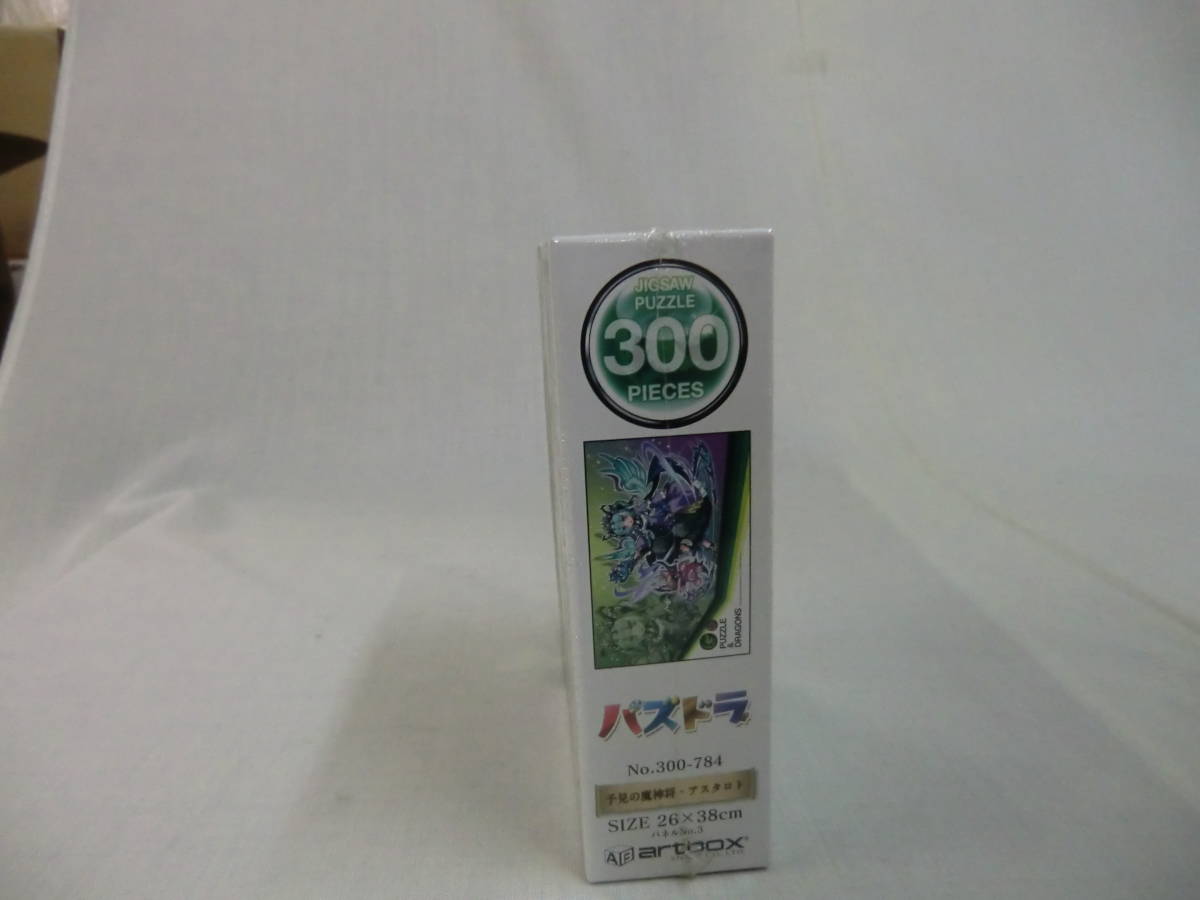 JIGSAW
PUZZLE
300
PIECES
PUZZLE
&
DRAGONS
パズドラ
No.300-784
予見の魔神将・アスタロト
SIZE 26×38cm
パネルNo.3
artbox